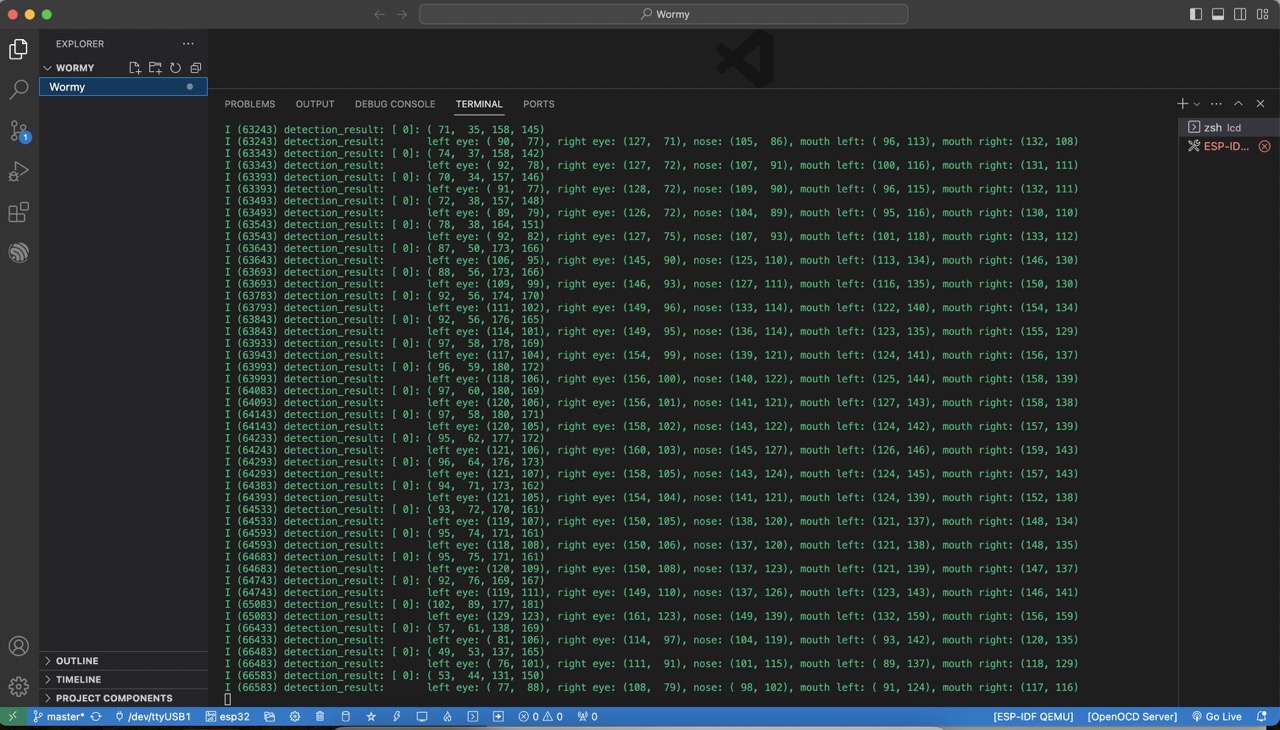 Wormy
EXPLORER
WORMY
Wormy
1
PROBLEMS OUTPUT DEBUG CONSOLE TERMINAL PORTS
zsh lcd
ESP-ID...
I (63243) detection_result: [ 0]: ( 71,  35, 158, 145)
I (63243) detection_result:      left eye: ( 90,  77), right eye: (127,  71), nose: (105,  86), mouth left: ( 96, 113), mouth right: (132, 108)
I (63343) detection_result: [ 0]: ( 74,  37, 158, 142)
I (63343) detection_result:      left eye: ( 92,  78), right eye: (127,  72), nose: (107,  91), mouth left: (100, 116), mouth right: (131, 111)
I (63393) detection_result: [ 0]: ( 70,  34, 157, 146)
I (63393) detection_result:      left eye: ( 91,  77), right eye: (128,  72), nose: (109,  90), mouth left: ( 96, 115), mouth right: (132, 111)
I (63493) detection_result: [ 0]: ( 72,  38, 157, 148)
I (63493) detection_result:      left eye: ( 89,  79), right eye: (126,  72), nose: (104,  89), mouth left: ( 95, 116), mouth right: (130, 110)
I (63543) detection_result: [ 0]: ( 78,  38, 164, 151)
I (63543) detection_result:      left eye: ( 92,  82), right eye: (127,  75), nose: (107,  93), mouth left: (101, 118), mouth right: (133, 112)
I (63643) detection_result: [ 0]: ( 87,  50, 173, 166)
I (63643) detection_result:      left eye: (106,  95), right eye: (145,  90), nose: (125, 110), mouth left: (113, 134), mouth right: (146, 130)
I (63693) detection_result: [ 0]: ( 88,  56, 173, 166)
I (63693) detection_result:      left eye: (109,  99), right eye: (146,  93), nose: (127, 111), mouth left: (116, 135), mouth right: (150, 130)
I (63783) detection_result: [ 0]: ( 92,  56, 174, 170)
I (63793) detection_result:      left eye: (111, 102), right eye: (149,  96), nose: (133, 114), mouth left: (122, 140), mouth right: (154, 134)
I (63843) detection_result: [ 0]: ( 92,  56, 176, 165)
I (63843) detection_result:      left eye: (114, 101), right eye: (149,  95), nose: (136, 114), mouth left: (123, 135), mouth right: (155, 129)
I (63933) detection_result: [ 0]: ( 97,  58, 178, 169)
I (63943) detection_result:      left eye: (117, 104), right eye: (154,  99), nose: (139, 121), mouth left: (124, 141), mouth right: (156, 137)
I (63993) detection_result: [ 0]: ( 96,  59, 180, 172)
I (63993) detection_result:      left eye: (118, 106), right eye: (156, 100), nose: (140, 122), mouth left: (125, 144), mouth right: (158, 139)
I (64083) detection_result: [ 0]: ( 97,  60, 180, 169)
I (64093) detection_result:      left eye: (120, 106), right eye: (156, 101), nose: (141, 121), mouth left: (127, 143), mouth right: (158, 138)
I (64143) detection_result: [ 0]: ( 97,  58, 180, 171)
I (64143) detection_result:      left eye: (120, 105), right eye: (158, 102), nose: (143, 122), mouth left: (124, 142), mouth right: (157, 139)
I (64233) detection_result: [ 0]: ( 95,  62, 177, 172)
I (64243) detection_result:      left eye: (121, 106), right eye: (160, 103), nose: (145, 127), mouth left: (126, 146), mouth right: (159, 143)
I (64293) detection_result: [ 0]: ( 96,  64, 176, 173)
I (64293) detection_result:      left eye: (121, 107), right eye: (158, 105), nose: (143, 124), mouth left: (124, 145), mouth right: (157, 143)
I (64383) detection_result: [ 0]: ( 94,  71, 173, 162)
I (64393) detection_result:      left eye: (121, 105), right eye: (154, 104), nose: (141, 121), mouth left: (124, 139), mouth right: (152, 138)
I (64533) detection_result: [ 0]: ( 93,  72, 170, 161)
I (64533) detection_result:      left eye: (119, 107), right eye: (150, 105), nose: (138, 120), mouth left: (121, 137), mouth right: (148, 134)
I (64593) detection_result: [ 0]: ( 95,  74, 171, 161)
I (64593) detection_result:      left eye: (118, 108), right eye: (150, 106), nose: (137, 120), mouth left: (121, 138), mouth right: (148, 135)
I (64683) detection_result: [ 0]: ( 95,  75, 171, 161)
I (64683) detection_result:      left eye: (120, 109), right eye: (150, 108), nose: (137, 123), mouth left: (121, 139), mouth right: (147, 137)
I (64743) detection_result: [ 0]: ( 92,  76, 169, 167)
I (64743) detection_result:      left eye: (119, 111), right eye: (149, 110), nose: (137, 126), mouth left: (123, 143), mouth right: (146, 141)
I (65083) detection_result: [ 0]: (102,  89, 177, 181)
I (65083) detection_result:      left eye: (129, 123), right eye: (161, 123), nose: (149, 139), mouth left: (132, 159), mouth right: (156, 159)
I (66433) detection_result: [ 0]: ( 57,  61, 138, 169)
I (66433) detection_result:      left eye: ( 81, 106), right eye: (114,  97), nose: (104, 119), mouth left: ( 93, 142), mouth right: (120, 135)
I (66483) detection_result: [ 0]: ( 49,  53, 137, 165)
I (66483) detection_result:      left eye: ( 76, 101), right eye: (111,  91), nose: (101, 115), mouth left: ( 89, 137), mouth right: (118, 129)
I (66583) detection_result: [ 0]: ( 53,  44, 131, 150)
I (66583) detection_result:      left eye: ( 77,  88), right eye: (108,  79), nose: ( 98, 102), mouth left: ( 91, 124), mouth right: (117, 116)
OUTLINE
TIMELINE
PROJECT COMPONENTS
master* /dev/ttyUSB1 esp32 0 0 0 [ESP-IDF QEMU] [OpenOCD Server] Go Live